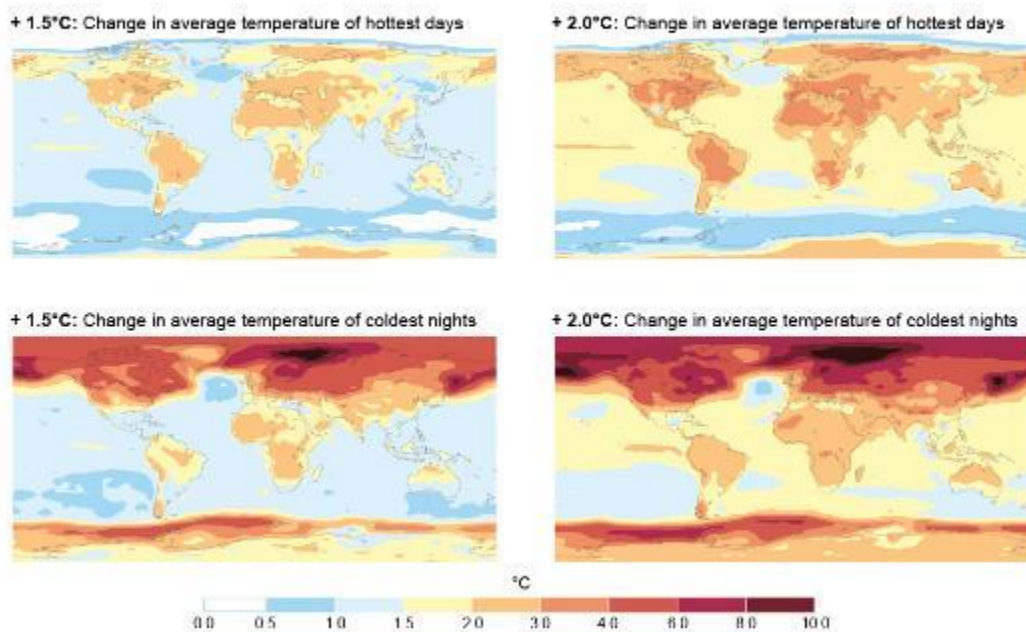 + 1.5°C: Change in average temperature of hottest days
+ 2.0°C: Change in average temperature of hottest days
+ 1.5°C: Change in average temperature of coldest nights
+ 2.0°C: Change in average temperature of coldest nights
°C
0.0 0.5 1.0 1.5 2.0 3.0 4.0 6.0 8.0 10.0